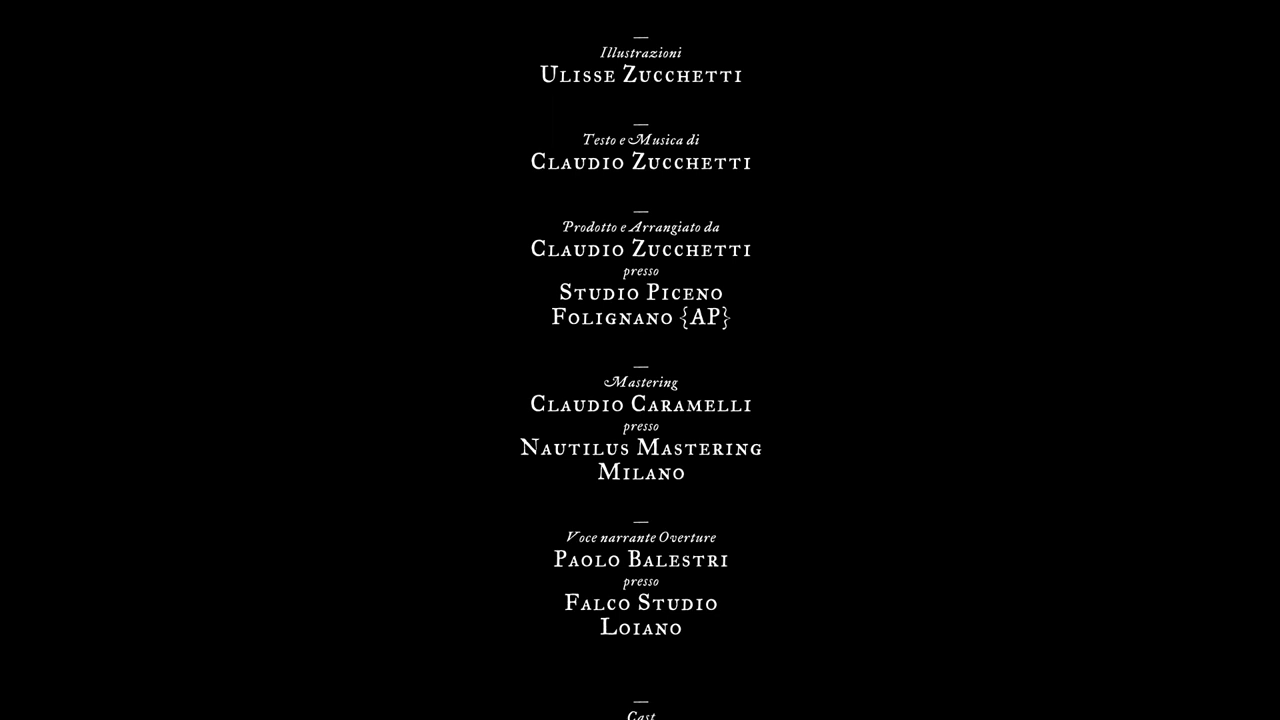 Illustrazioni
Ulisse Zucchetti
Testo e Musica di
Claudio Zucchetti
Prodotto e Arrangiato da
Claudio Zucchetti
presso
Studio Piceno
Folignano {AP}
Mastering
Claudio Caramelli
presso
Nautilus Mastering
Milano
Voce narrante Overture
Paolo Balestri
presso
Falco Studio
Loiano
Cast